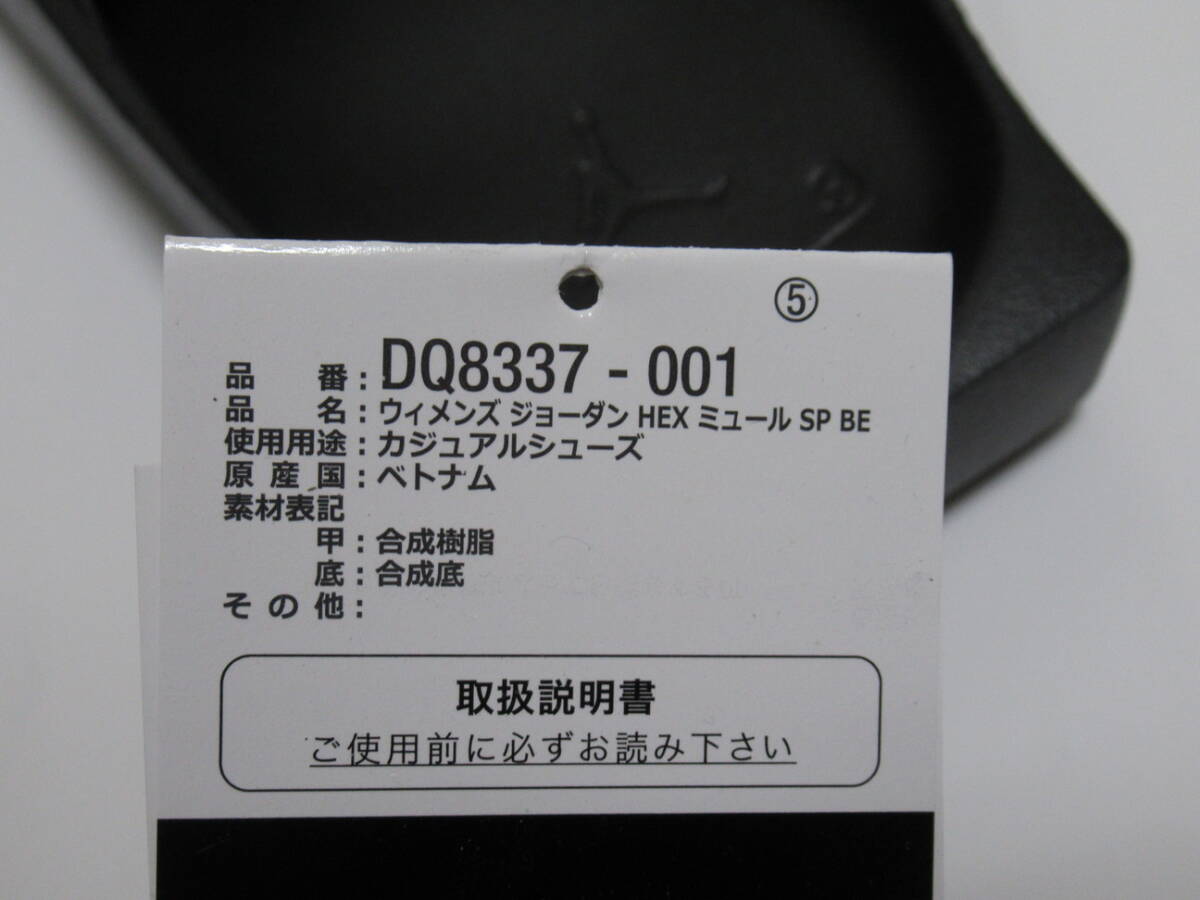 ⑤
品 番 : DQ8337 - 001
品 名 : ウィメンズ ジョーダン HEX ミュール SP BE
使用用途 : カジュアルシューズ
原 産 国 : ベトナム
素材表記
甲 : 合成樹脂
底 : 合成底
そ の 他 :
取扱説明書
ご使用前に必ずお読み下さい